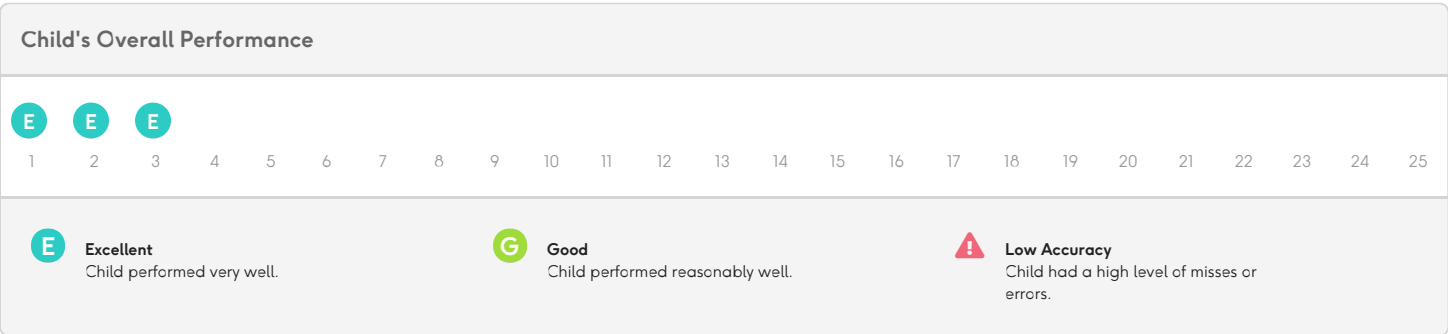 Child's Overall Performance
E E E
1 2 3 4 5 6 7 8 9 10 11 12 13 14 15 16 17 18 19 20 21 22 23 24 25
E
Excellent
Child performed very well.
G
Good
Child performed reasonably well.
!
Low Accuracy
Child had a high level of misses or
errors.